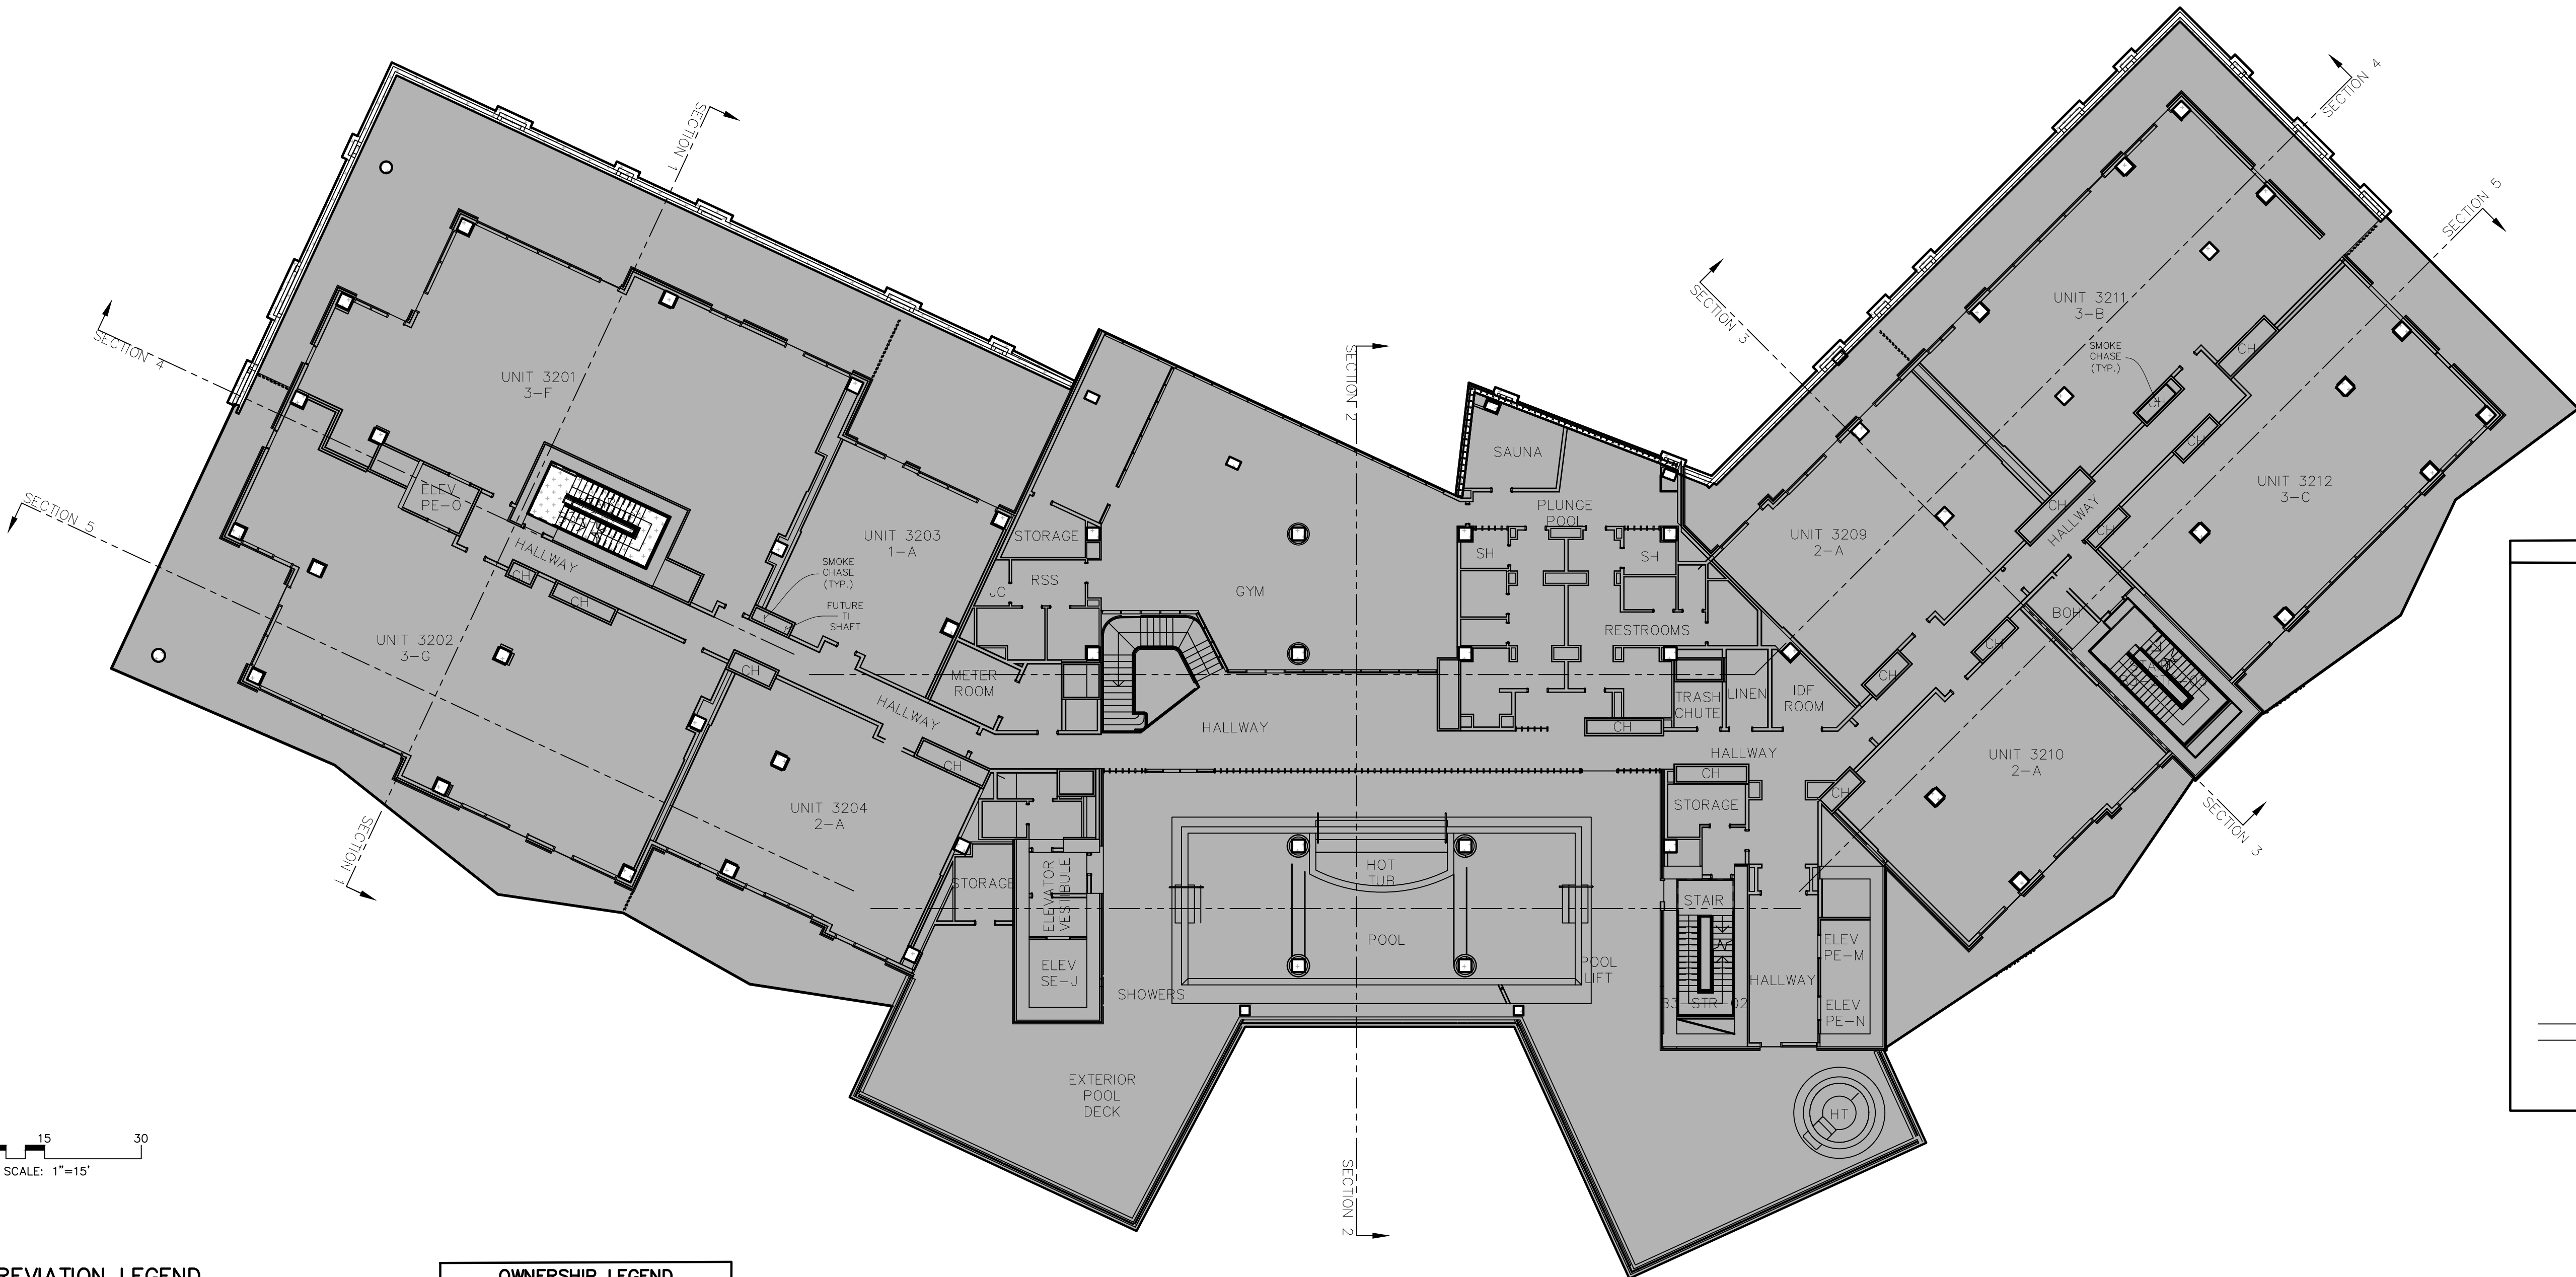 SECTION 1
SECTION 4
SECTION 5
SECTION 4
SECTION 3
SECTION 2
SECTION 5
UNIT 3201
3-F
ELEV
PE-O
HALLWAY
CH
CH
UNIT 3202
3-G
UNIT 3203
1-A
SMOKE
CHASE
(TYP.)
FUTURE
TI
SHAFT
CH
HALLWAY
CH
UNIT 3204
2-A
SECTION 1
STORAGE
JC
RSS
METER
ROOM
GYM
HALLWAY
SAUNA
PLUNGE
POOL
SH
SH
RESTROOMS
TRASH
CHUTE
LINEN
IDF
ROOM
CH
HALLWAY
CH
STORAGE
UNIT 3211
3-B
SMOKE
CHASE
(TYP.)
CH
CH
CH
CH
CH
HALLWAY
UNIT 3212
3-C
UNIT 3209
2-A
BOH
CH
CH
UNIT 3210
2-A
CH
SECTION 3
STORAGE
ELEVATOR
VESTIBULE
ELEV
SE-J
SHOWERS
HOT
TUB
POOL
POOL
LIFT
STAIR
B3-STR-02
HALLWAY
ELEV
PE-M
ELEV
PE-N
EXTERIOR
POOL
DECK
HT
SECTION 2
15 30
SCALE: 1"=15'
REVIATION LEGEND
OWNERSHIP LEGEND